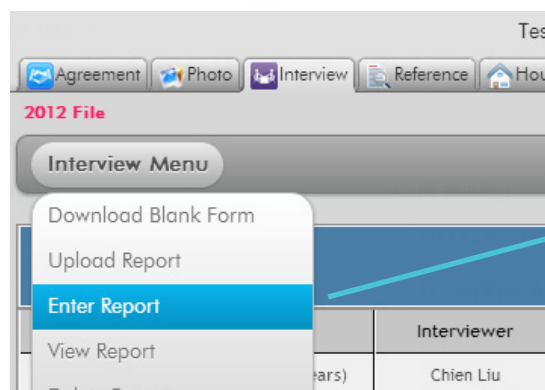 Tes
Agreement Photo Interview Reference Hou
2012 File
Interview Menu
Download Blank Form
Upload Report
Enter Report
Interviewer
View Report
ears) Chien Liu